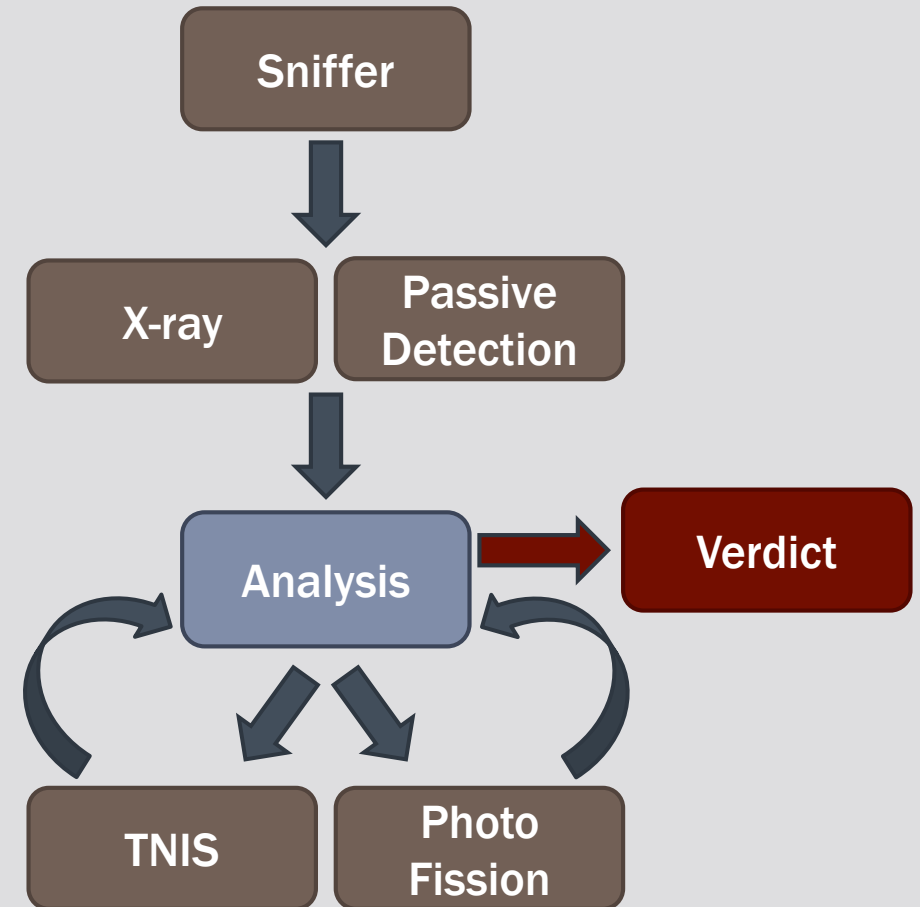 Sniffer
X-ray
Passive
Detection
Analysis
Verdict
TNIS
Photo
Fission